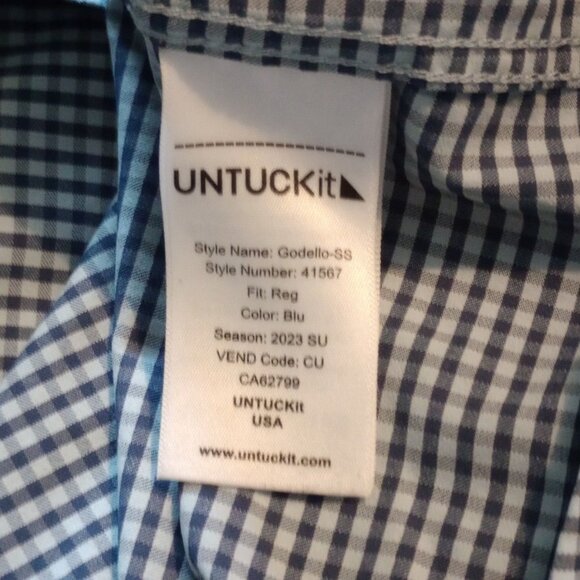 UNTUCKit
Style Name: Godello-SS
Style Number: 41567
Fit: Reg
Color: Blu
Season: 2023 SU
VEND Code: CU
CA62799
UNTUCKit
USA
www.untuckit.com